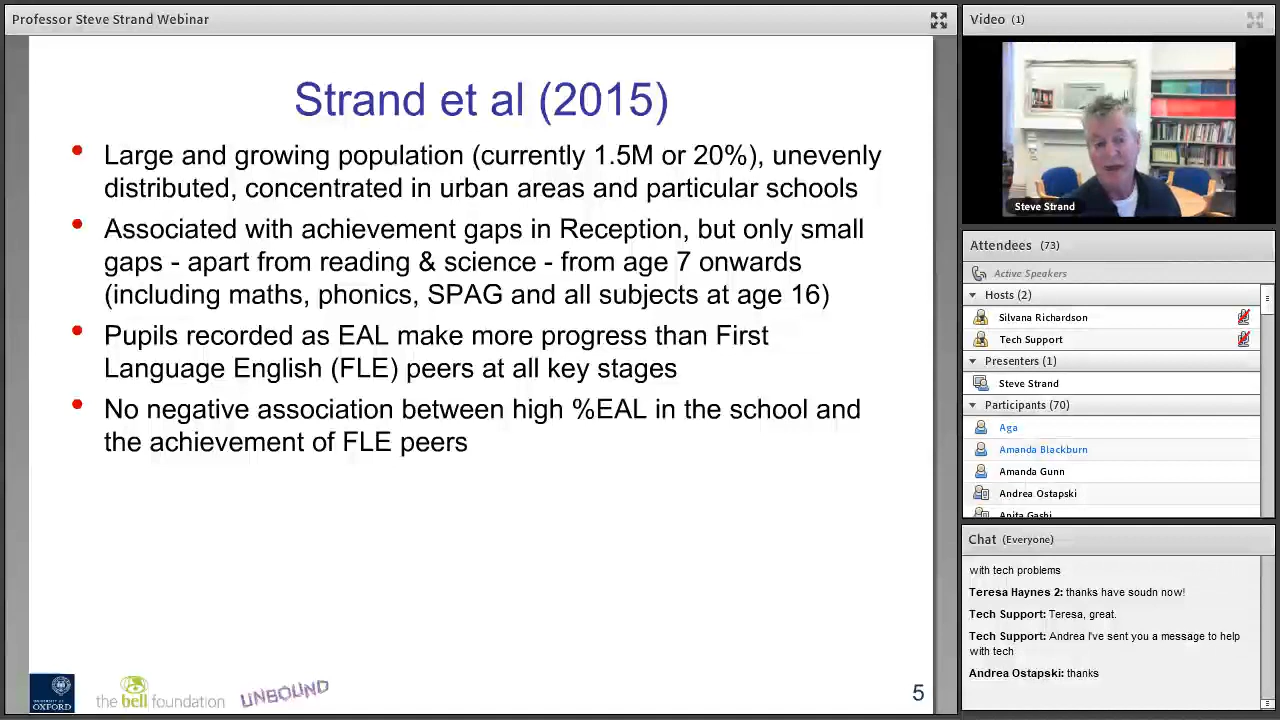 Professor Steve Strand Webinar
Strand et al (2015)
Large and growing population (currently 1.5M or 20%), unevenly
distributed, concentrated in urban areas and particular schools
Associated with achievement gaps in Reception, but only small
gaps - apart from reading & science - from age 7 onwards
(including maths, phonics, SPAG and all subjects at age 16)
Pupils recorded as EAL make more progress than First
Language English (FLE) peers at all key stages
No negative association between high %EAL in the school and
the achievement of FLE peers
UNIVERSITY OF
OXFORD
the bell foundation
UNBOUND
5
Video (1)
Steve Strand
Attendees (73)
Active Speakers
Hosts (2)
Silvana Richardson
Tech Support
Presenters (1)
Steve Strand
Participants (70)
Aga
Amanda Blackburn
Amanda Gunn
Andrea Ostapski
Anita Gashi
Chat (Everyone)
with tech problems
Teresa Haynes 2: thanks have soudn now!
Tech Support: Teresa, great.
Tech Support: Andrea I've sent you a message to help
with tech
Andrea Ostapski: thanks